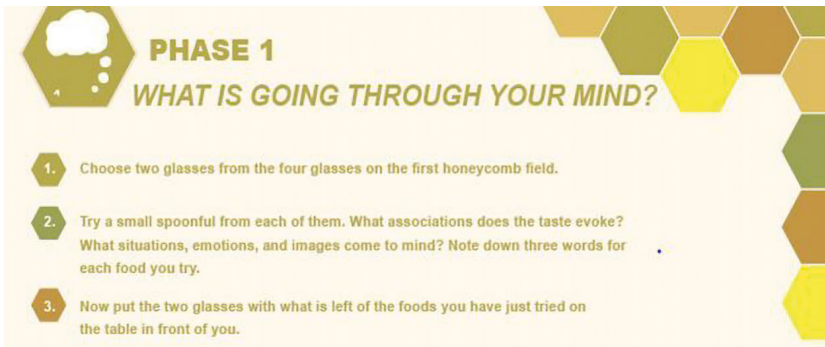 PHASE 1
WHAT IS GOING THROUGH YOUR MIND?
1. Choose two glasses from the four glasses on the first honeycomb field.
2. Try a small spoonful from each of them. What associations does the taste evoke?
What situations, emotions, and images come to mind? Note down three words for
each food you try.
3. Now put the two glasses with what is left of the foods you have just tried on
the table in front of you.